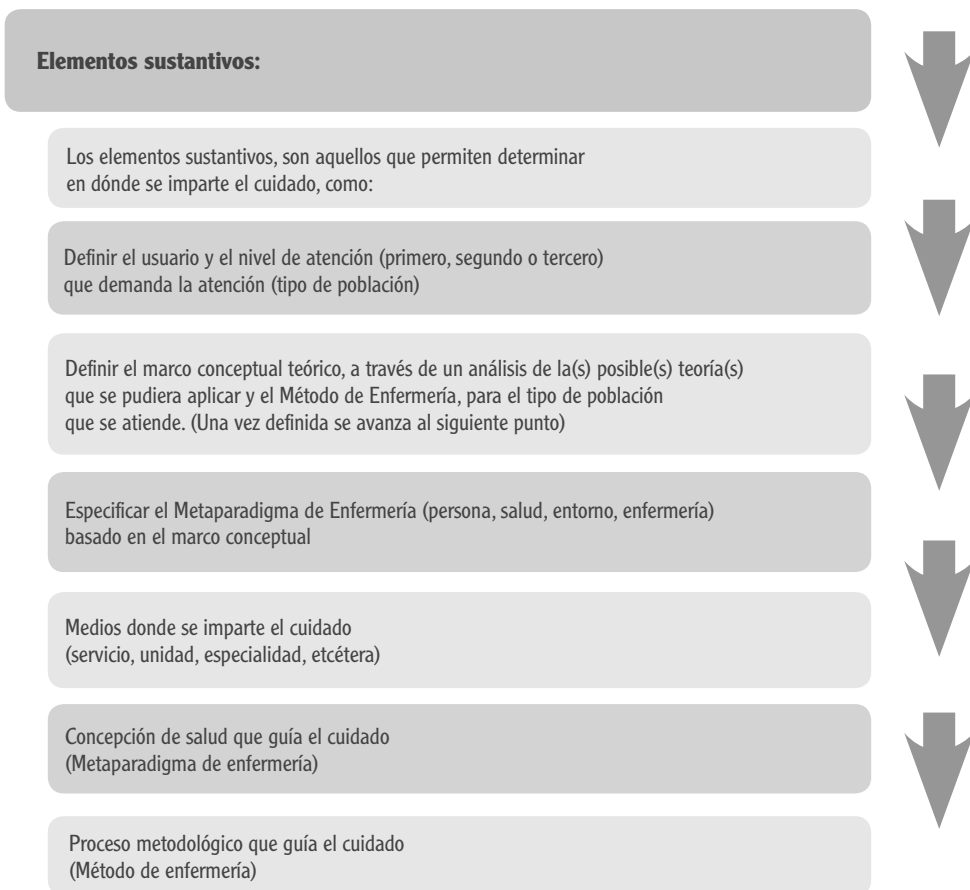 Elementos sustantivos:
Los elementos sustantivos, son aquellos que permiten determinar
en dónde se imparte el cuidado, como:
Definir el usuario y el nivel de atención (primero, segundo o tercero)
que demanda la atención (tipo de población)
Definir el marco conceptual teórico, a través de un análisis de la(s) posible(s) teoría(s)
que se pudiera aplicar y el Método de Enfermería, para el tipo de población
que se atiende. (Una vez definida se avanza al siguiente punto)
Especificar el Metaparadigma de Enfermería (persona, salud, entorno, enfermería)
basado en el marco conceptual
Medios donde se imparte el cuidado
(servicio, unidad, especialidad, etcétera)
Concepción de salud que guía el cuidado
(Metaparadigma de enfermería)
Proceso metodológico que guía el cuidado
(Método de enfermería)